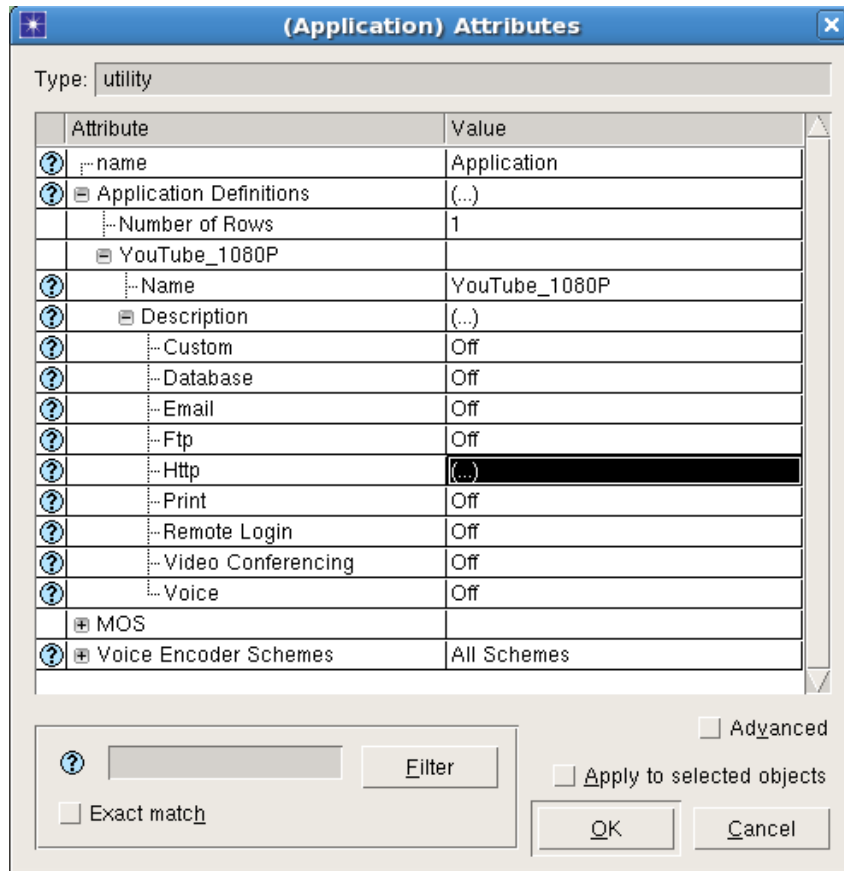 (Application) Attributes
Type: utility
Attribute Value
name Application
Application Definitions (...)
Number of Rows 1
YouTube_1080P
Name YouTube_1080P
Description (...)
Custom Off
Database Off
Email Off
Ftp Off
Http (...)
Print Off
Remote Login Off
Video Conferencing Off
Voice Off
MOS
Voice Encoder Schemes All Schemes
Advanced
Filter
Apply to selected objects
Exact match
OK Cancel